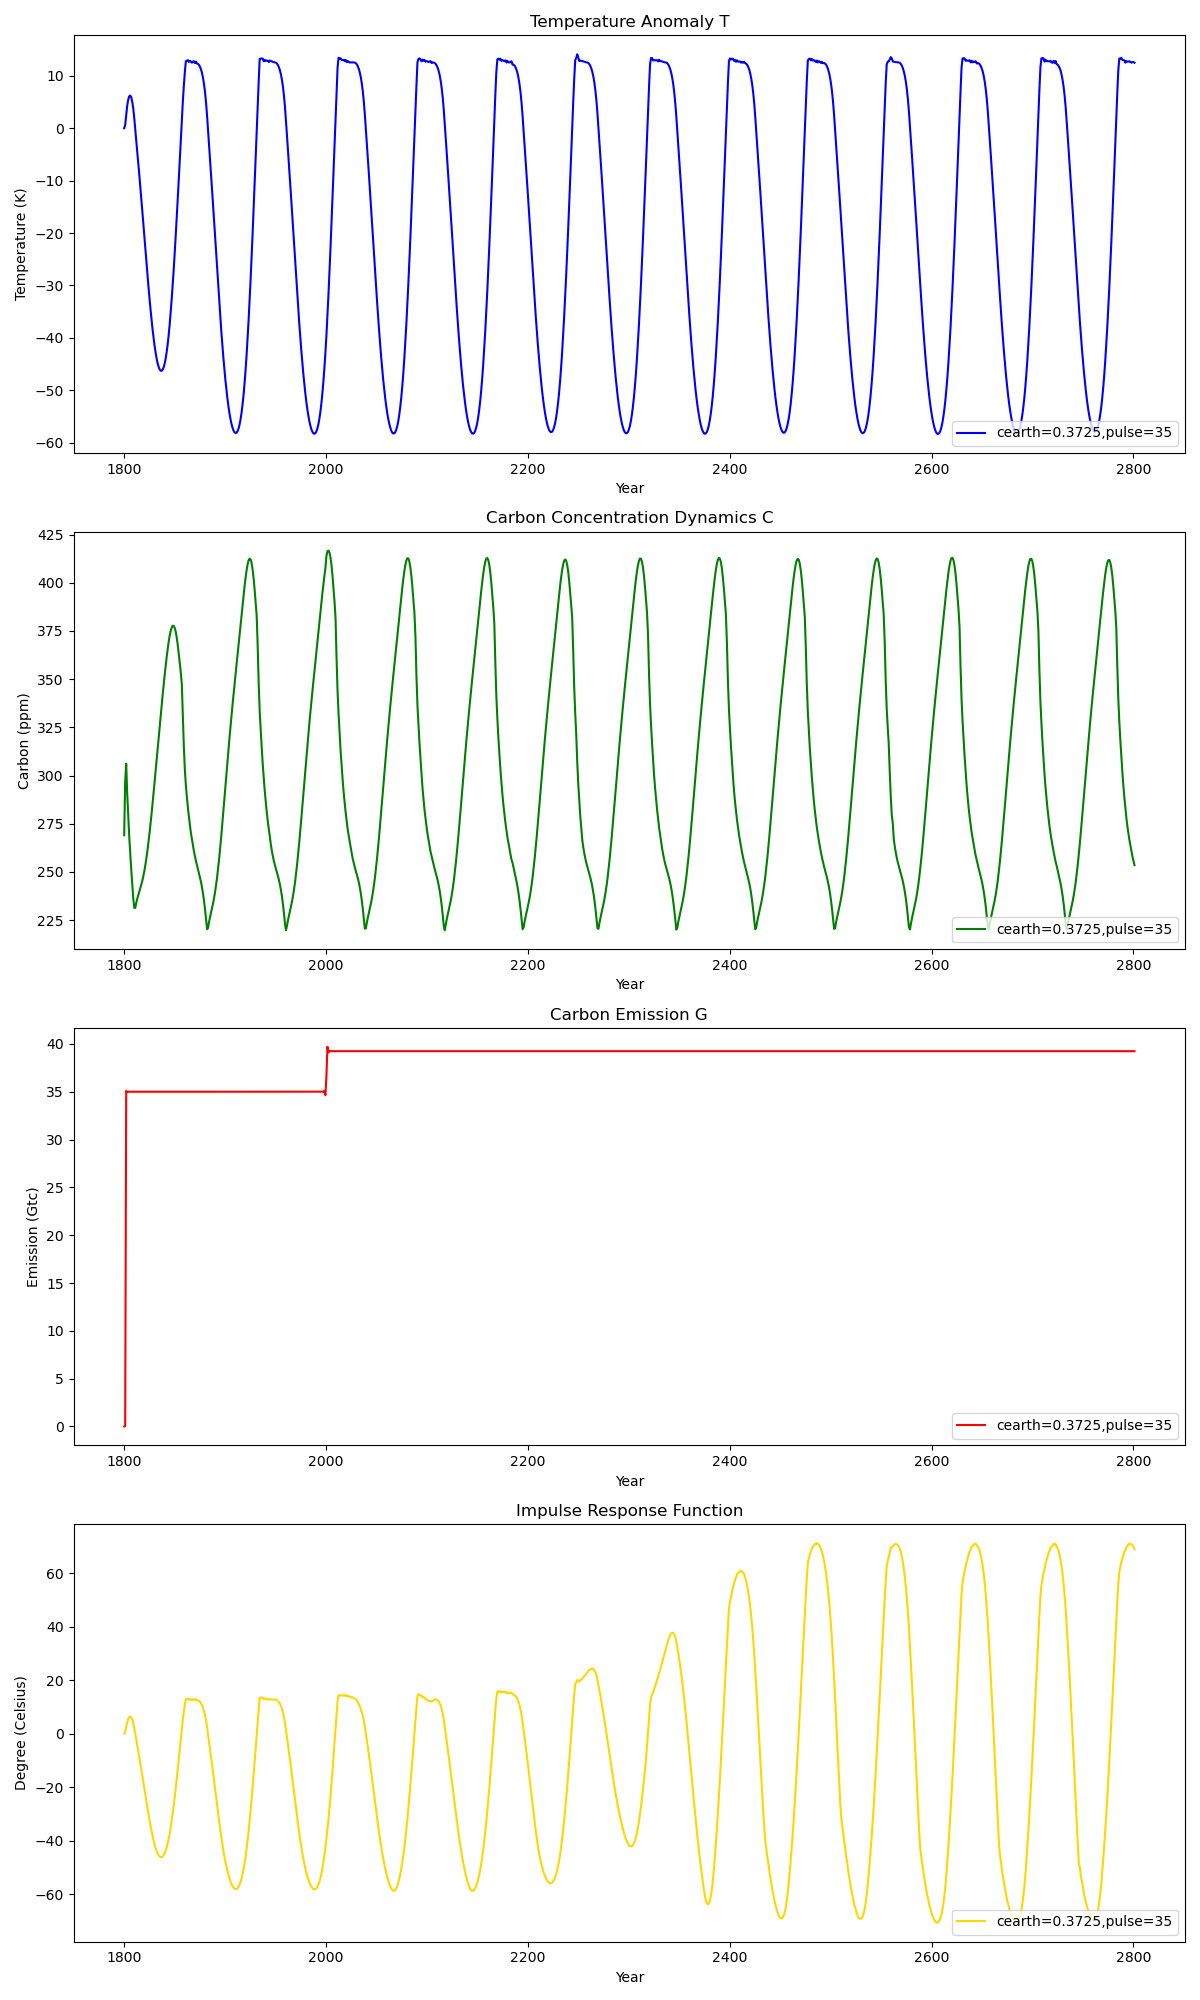 Temperature Anomaly T
10
0
−10
−20
−30
−40
−50
−60
Temperature (K)
cearth=0.3725,pulse=35
1800 2000 2200 2400 2600 2800
Year
Carbon Concentration Dynamics C
425
400
375
350
325
300
275
250
225
Carbon (ppm)
cearth=0.3725,pulse=35
1800 2000 2200 2400 2600 2800
Year
Carbon Emission G
40
35
30
25
20
15
10
5
0
Emission (Gtc)
cearth=0.3725,pulse=35
1800 2000 2200 2400 2600 2800
Year
Impulse Response Function
60
40
20
0
−20
−40
−60
Degree (Celsius)
cearth=0.3725,pulse=35
1800 2000 2200 2400 2600 2800
Year